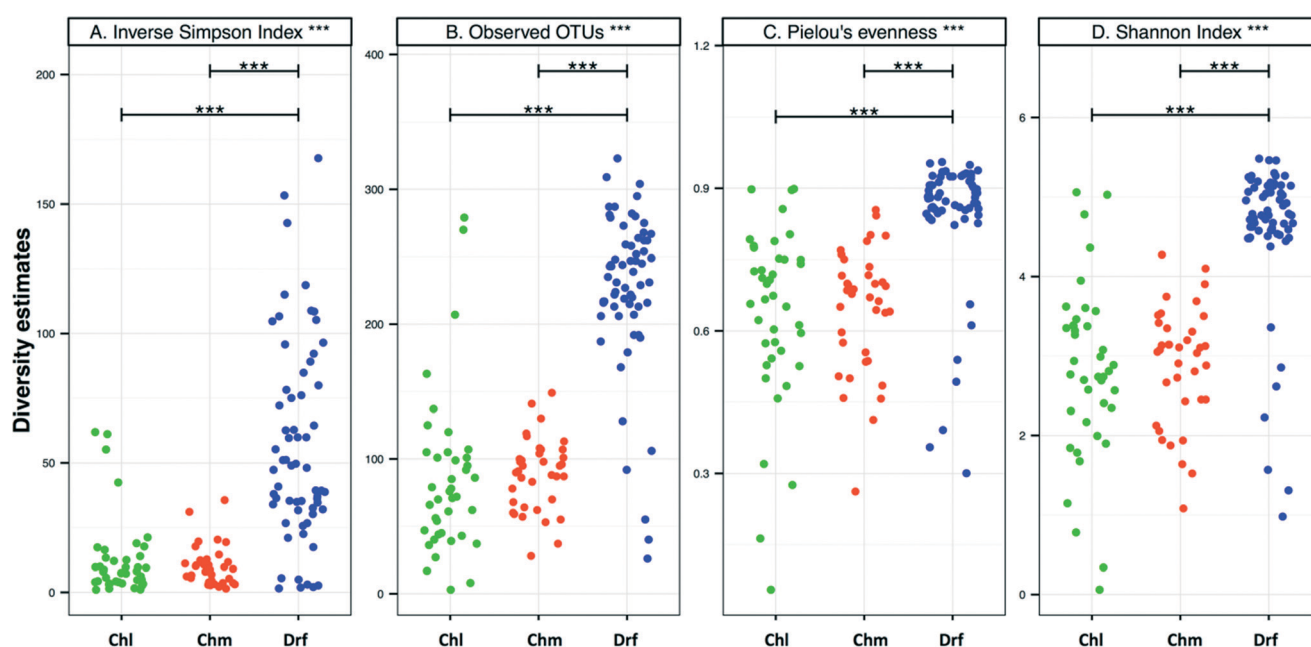 A. Inverse Simpson Index ***
B. Observed OTUs ***
C. Pielou's evenness ***
D. Shannon Index ***
Diversity estimates
200
150
100
50
0
***
***
Chl Chm Drf
400
300
200
100
0
***
***
Chl Chm Drf
1.2
0.9
0.6
0.3
***
***
Chl Chm Drf
6
4
2
0
***
***
Chl Chm Drf